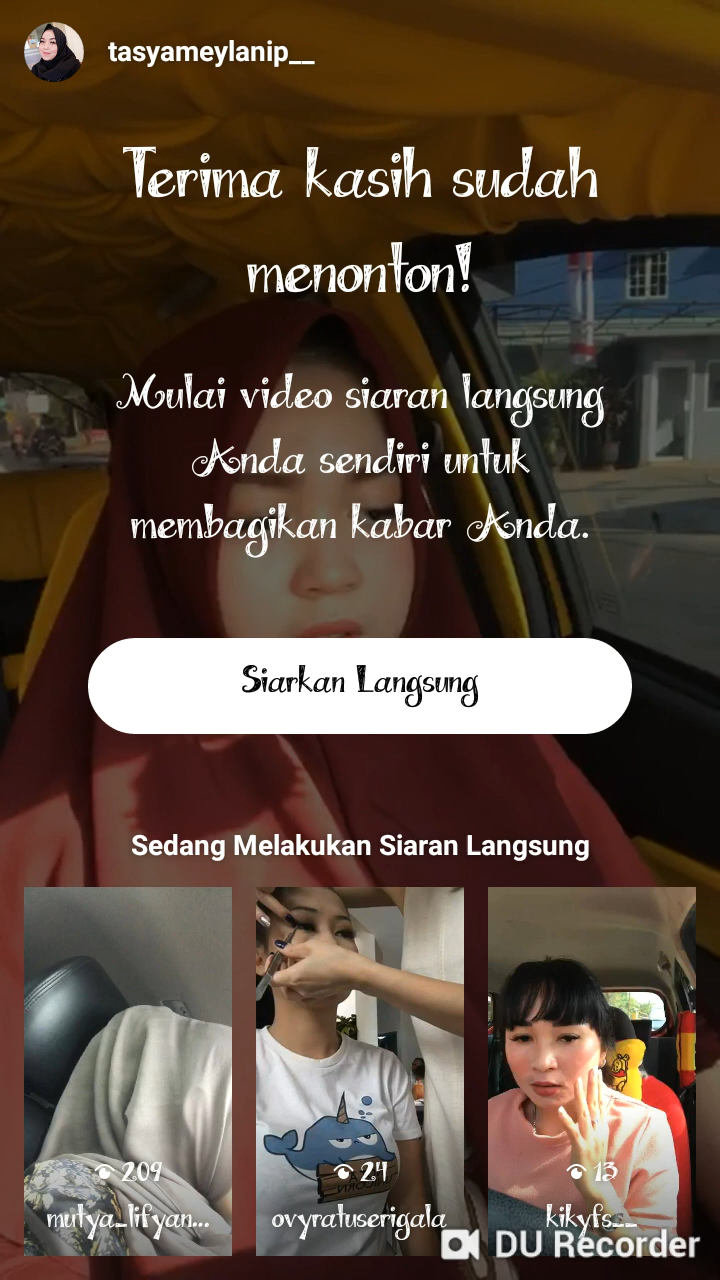 tasyameylanip__
Terima kasih sudah
menonton!
Mulai video siaran langsung
Anda sendiri untuk
membagikan kabar Anda.
Siarkan Langsung
Sedang Melakukan Siaran Langsung
209
mutya_lifyan...
24
ovyratuserigala
13
kikyfs__
DU Recorder